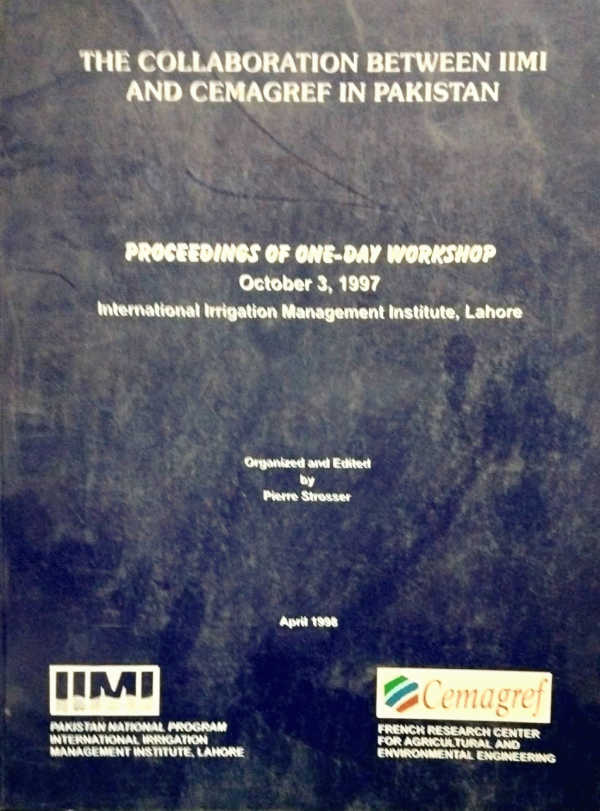 THE COLLABORATION BETWEEN IIMI
AND CEMAGREF IN PAKISTAN
PROCEEDINGS OF ONE-DAY WORKSHOP
October 3, 1997
International Irrigation Management Institute, Lahore
Organized and Edited
by
Pierre Strosser
April 1998
IIMI
PAKISTAN NATIONAL PROGRAM
INTERNATIONAL IRRIGATION
MANAGEMENT INSTITUTE, LAHORE
Cemagref
FRENCH RESEARCH CENTER
FOR AGRICULTURAL AND
ENVIRONMENTAL ENGINEERING